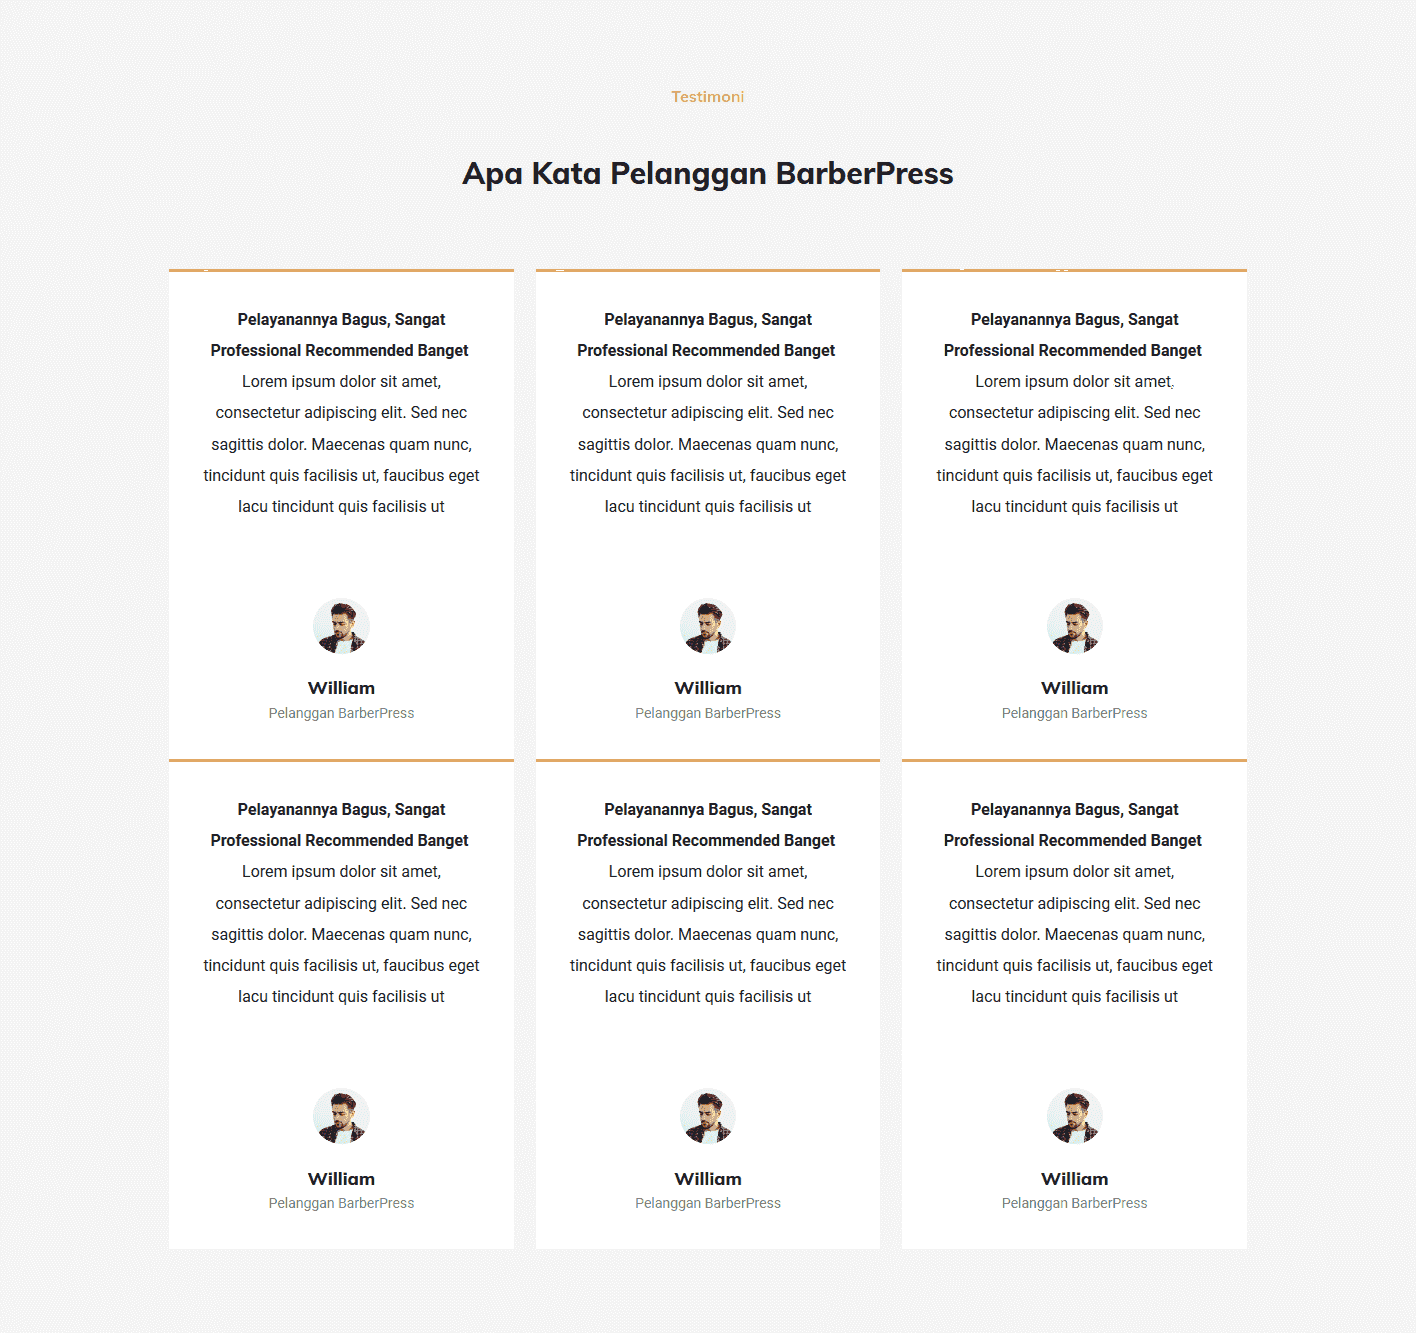 Testimoni
Apa Kata Pelanggan BarberPress
Pelayanannya Bagus, Sangat
Professional Recommended Banget
Lorem ipsum dolor sit amet,
consectetur adipiscing elit. Sed nec
sagittis dolor. Maecenas quam nunc,
tincidunt quis facilisis ut, faucibus eget
lacu tincidunt quis facilisis ut
William
Pelanggan BarberPress
Pelayanannya Bagus, Sangat
Professional Recommended Banget
Lorem ipsum dolor sit amet,
consectetur adipiscing elit. Sed nec
sagittis dolor. Maecenas quam nunc,
tincidunt quis facilisis ut, faucibus eget
lacu tincidunt quis facilisis ut
William
Pelanggan BarberPress
Pelayanannya Bagus, Sangat
Professional Recommended Banget
Lorem ipsum dolor sit amet,
consectetur adipiscing elit. Sed nec
sagittis dolor. Maecenas quam nunc,
tincidunt quis facilisis ut, faucibus eget
lacu tincidunt quis facilisis ut
William
Pelanggan BarberPress
Pelayanannya Bagus, Sangat
Professional Recommended Banget
Lorem ipsum dolor sit amet,
consectetur adipiscing elit. Sed nec
sagittis dolor. Maecenas quam nunc,
tincidunt quis facilisis ut, faucibus eget
lacu tincidunt quis facilisis ut
William
Pelanggan BarberPress
Pelayanannya Bagus, Sangat
Professional Recommended Banget
Lorem ipsum dolor sit amet,
consectetur adipiscing elit. Sed nec
sagittis dolor. Maecenas quam nunc,
tincidunt quis facilisis ut, faucibus eget
lacu tincidunt quis facilisis ut
William
Pelanggan BarberPress
Pelayanannya Bagus, Sangat
Professional Recommended Banget
Lorem ipsum dolor sit amet,
consectetur adipiscing elit. Sed nec
sagittis dolor. Maecenas quam nunc,
tincidunt quis facilisis ut, faucibus eget
lacu tincidunt quis facilisis ut
William
Pelanggan BarberPress